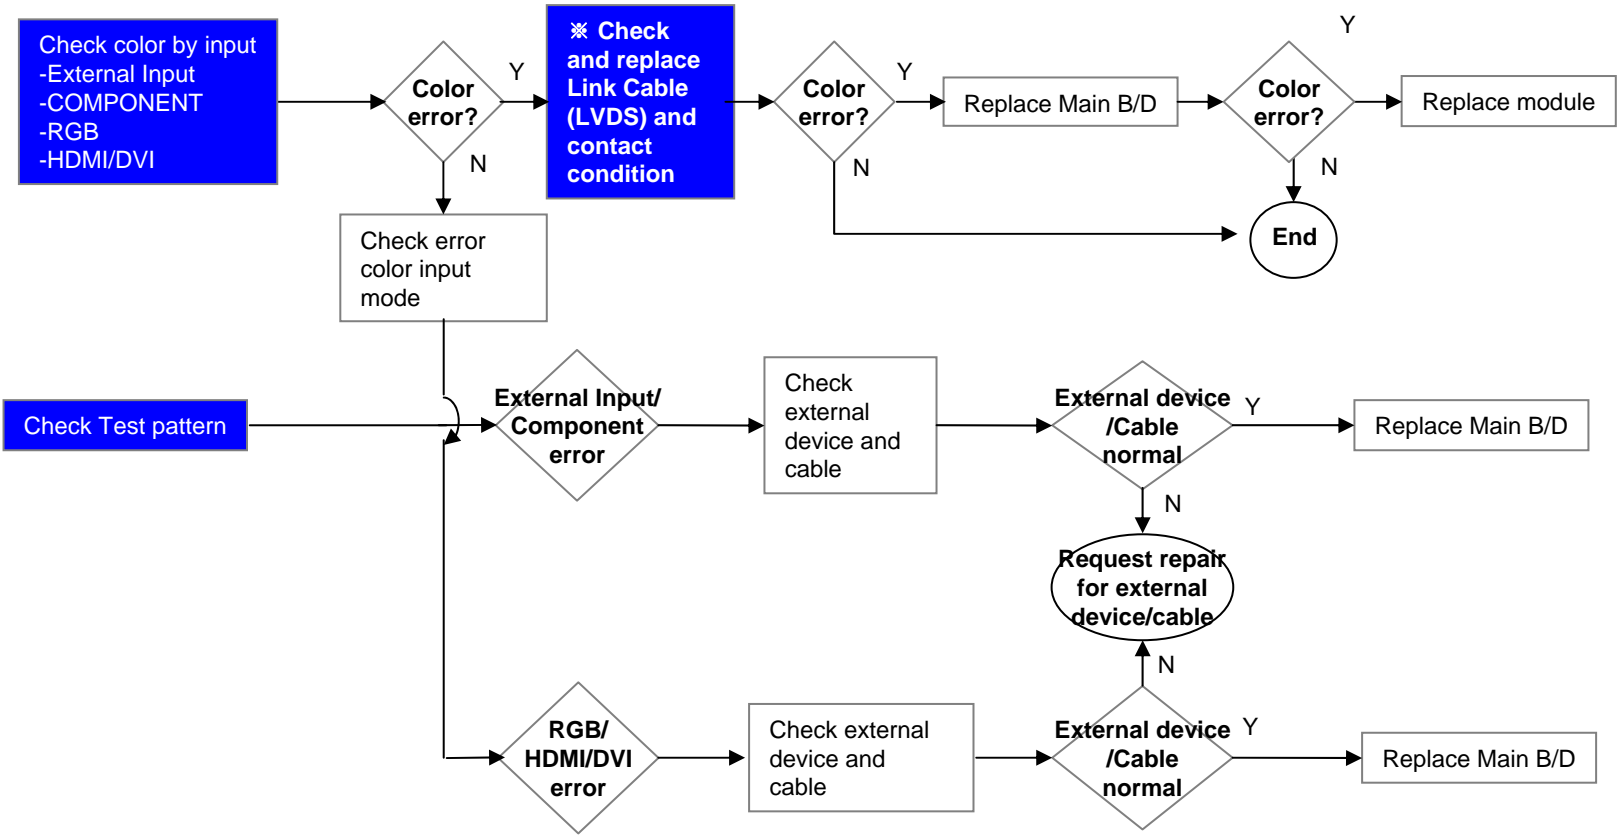 Check color by input
-External Input
-COMPONENT
-RGB
-HDMI/DVI
Color
error?
Y
N
※ Check
and replace
Link Cable
(LVDS) and
contact
condition
Color
error?
Y
N
Replace Main B/D
Color
error?
Y
N
Replace module
End
Check error
color input
mode
Check Test pattern
External Input/
Component
error
Check
external
device and
cable
External device
/Cable
normal
Y
N
Replace Main B/D
Request repair
for external
device/cable
N
RGB/
HDMI/DVI
error
Check external
device and
cable
External device
/Cable
normal
Y
Replace Main B/D